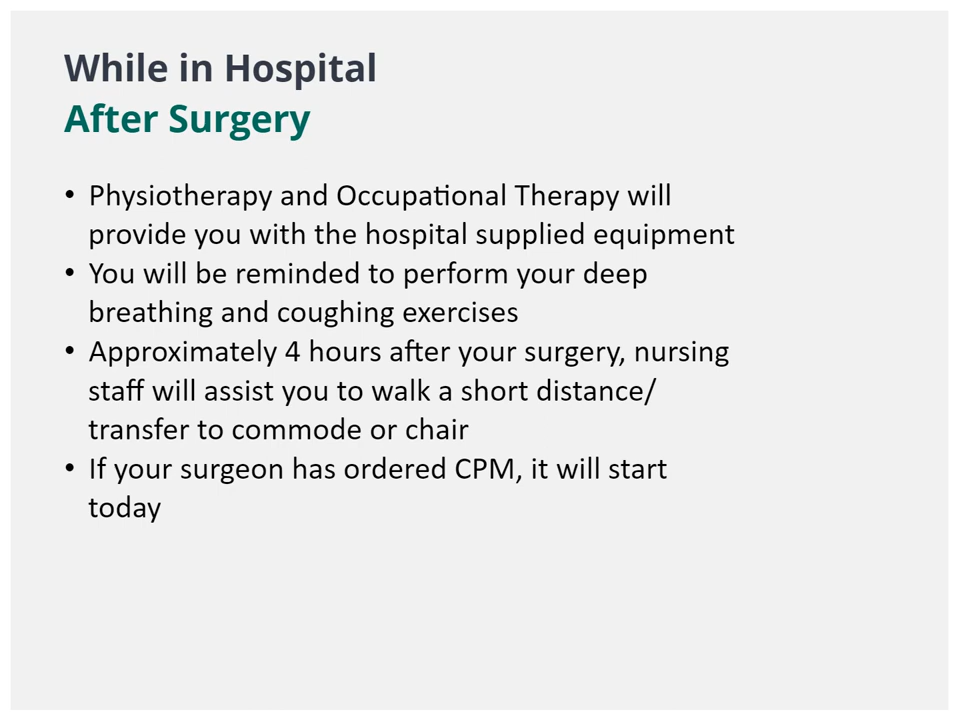 While in Hospital
After Surgery
• Physiotherapy and Occupational Therapy will
provide you with the hospital supplied equipment
• You will be reminded to perform your deep
breathing and coughing exercises
• Approximately 4 hours after your surgery, nursing
staff will assist you to walk a short distance/
transfer to commode or chair
• If your surgeon has ordered CPM, it will start
today